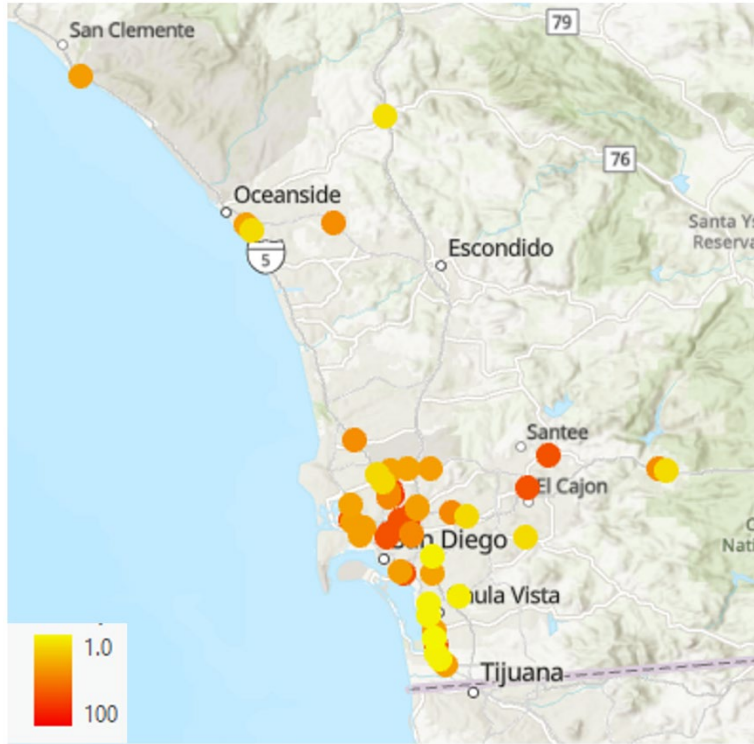 San Clemente
79
76
Oceanside
Santa Ys
Reserva
Escondido
5
Santee
El Cajon
San Diego
Nati
ula Vista
1.0
100
Tijuana